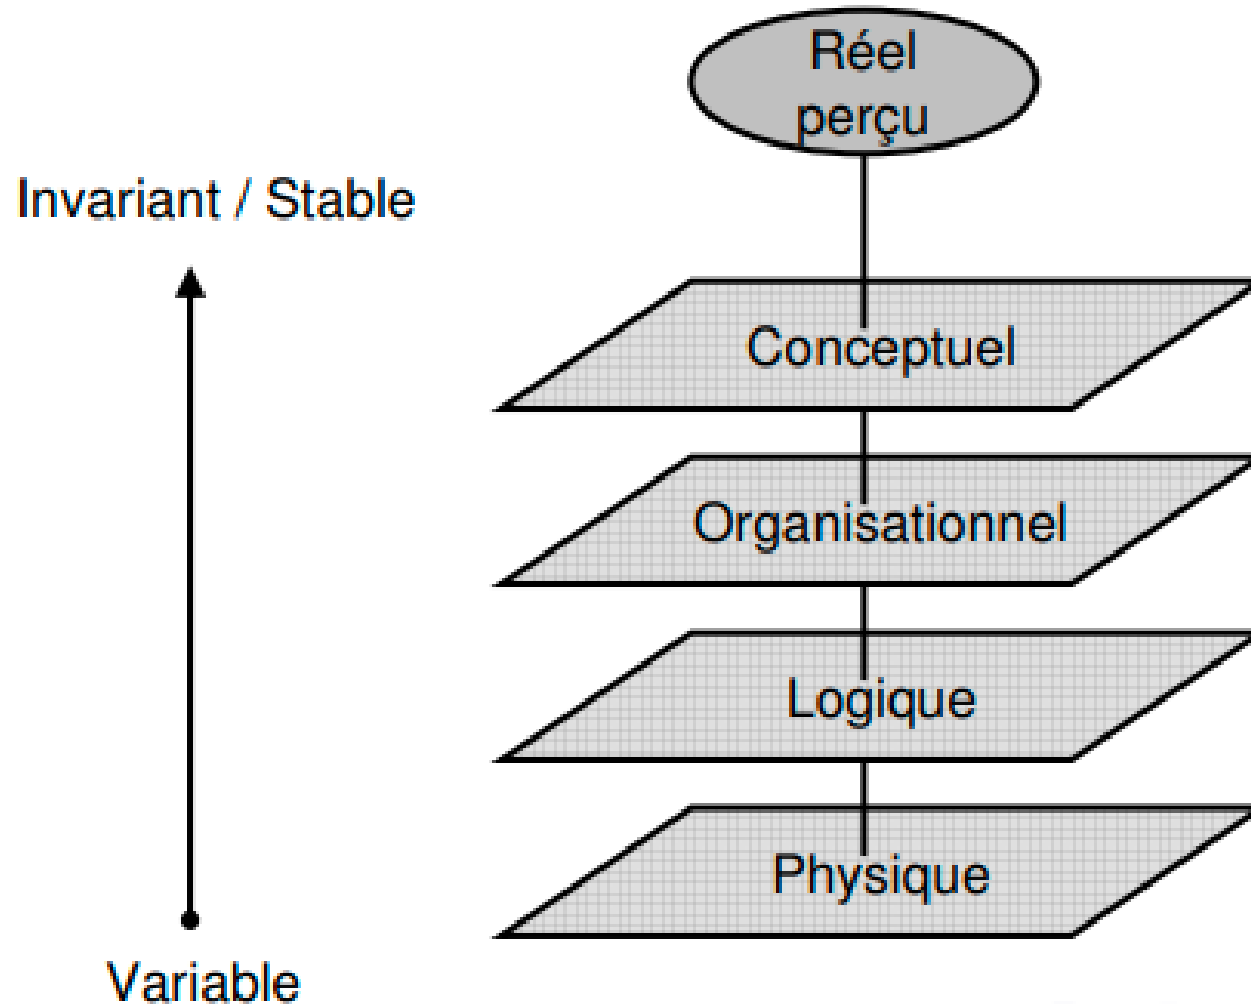 Réel
perçu
Invariant / Stable
Conceptuel
Organisationnel
Logique
Physique
Variable